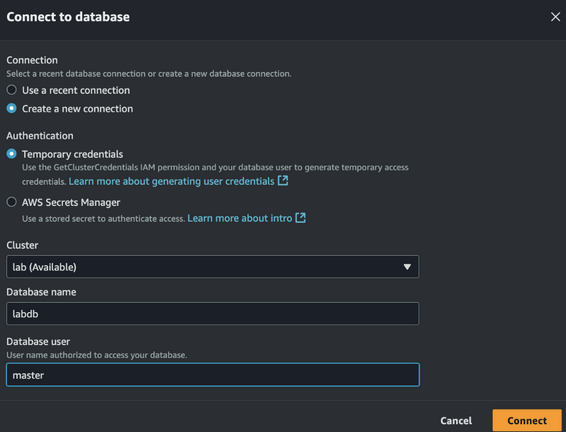 Connect to database
Connection
Select a recent database connection or create a new database connection.
Use a recent connection
Create a new connection
Authentication
Temporary credentials
Use the GetClusterCredentials IAM permission and your database user to generate temporary access
credentials. Learn more about generating user credentials
AWS Secrets Manager
Use a stored secret to authenticate access. Learn more about intro
Cluster
lab (Available)
Database name
labdb
Database user
User name authorized to access your database.
master
Cancel Connect